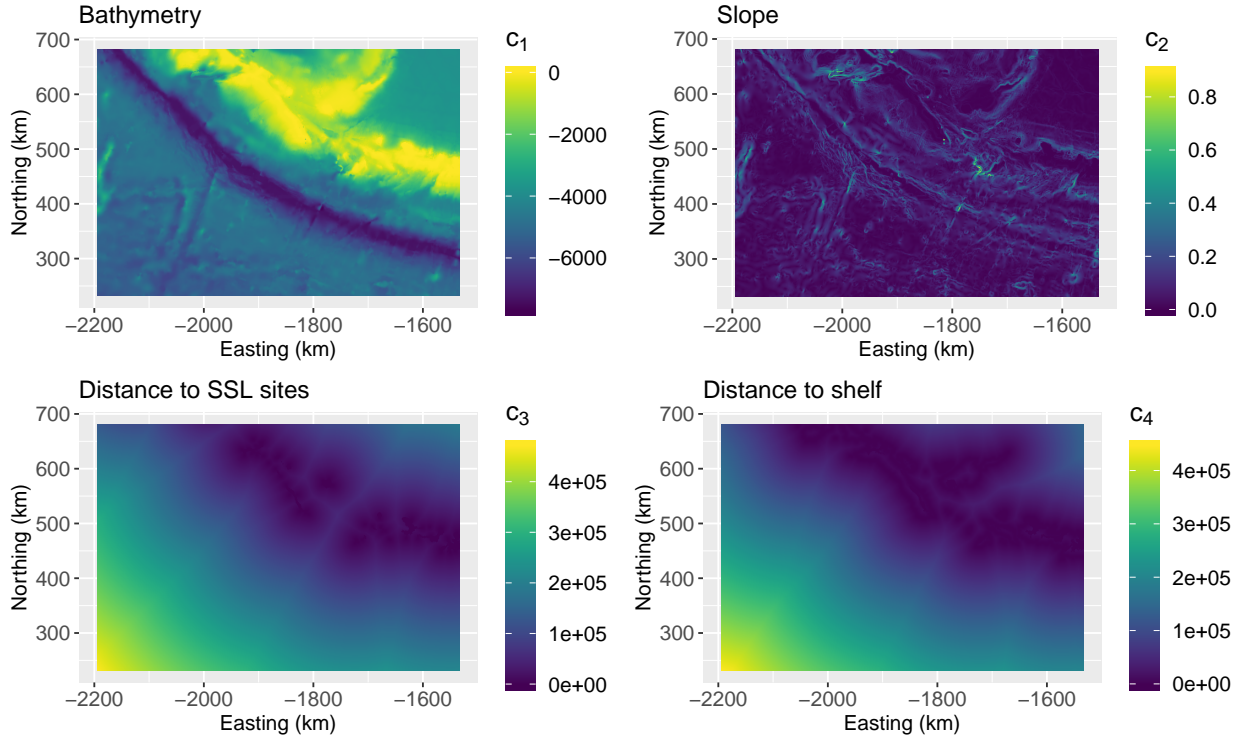 Bathymetry
Northing (km)
700
600
500
400
300
−2200 −2000 −1800 −1600
Easting (km)
c1
0
−2000
−4000
−6000
Slope
Northing (km)
700
600
500
400
300
−2200 −2000 −1800 −1600
Easting (km)
c2
0.8
0.6
0.4
0.2
0.0
Distance to SSL sites
Northing (km)
700
600
500
400
300
−2200 −2000 −1800 −1600
Easting (km)
c3
4e+05
3e+05
2e+05
1e+05
0e+00
Distance to shelf
Northing (km)
700
600
500
400
300
−2200 −2000 −1800 −1600
Easting (km)
c4
4e+05
3e+05
2e+05
1e+05
0e+00